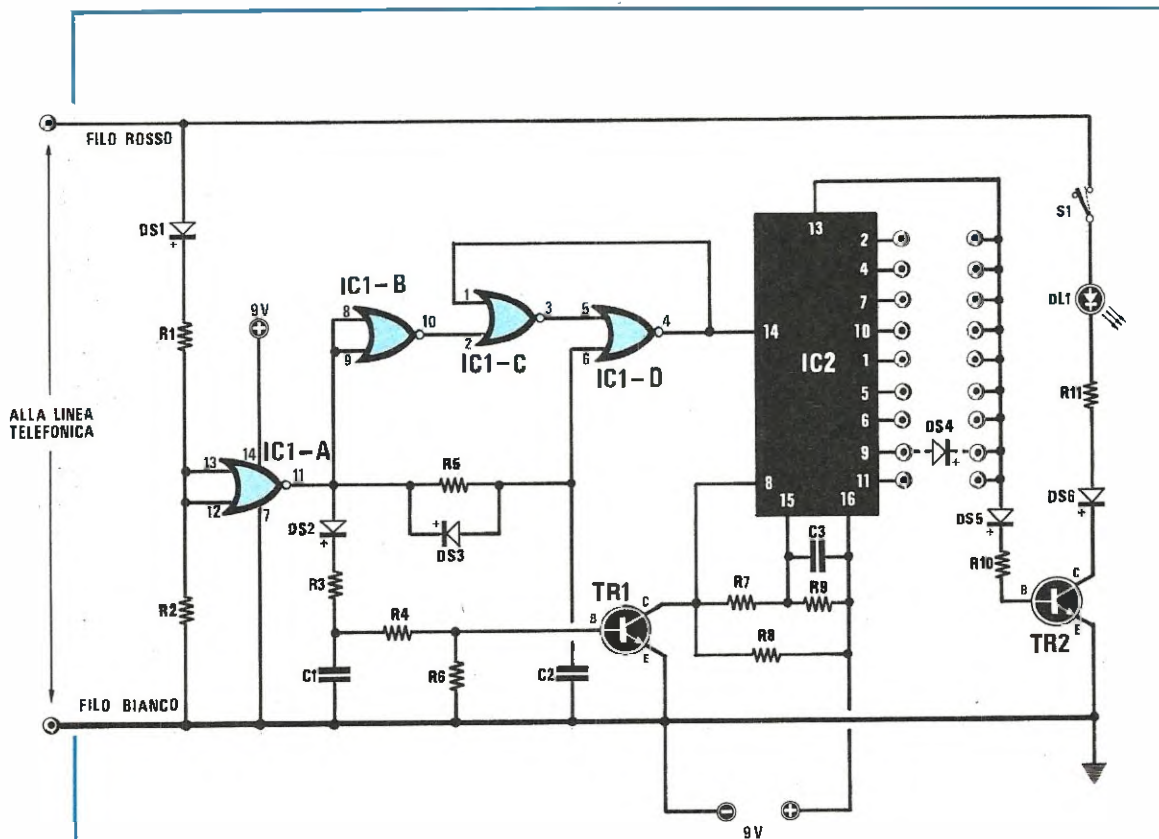 FILO ROSSO
DS1
+
R1
9V
+
IC1-B
8
9
10
1
2
3
IC1-C
5
6
4
IC1-D
14
13
IC2
2
4
7
10
1
5
6
9
11
8
15
16
S1
DL1
R11
DS4
+
DS6
+
DS5
+
R10
ALLA LINEA
TELEFONICA
13
12
14
7
IC1-A
11
R5
+
DS3
DS2
+
R3
R2
R4
R6
C1
C2
TR1
B
C
E
R7
C3
R9
R8
B
C
E
TR2
FILO BIANCO
-
+
9V